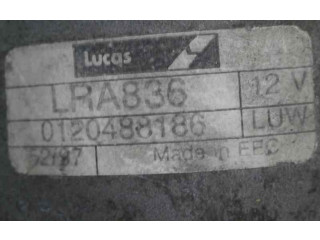 Lucas
LRA836 12 V
0120488186 LUW
52/87 Made in EEC